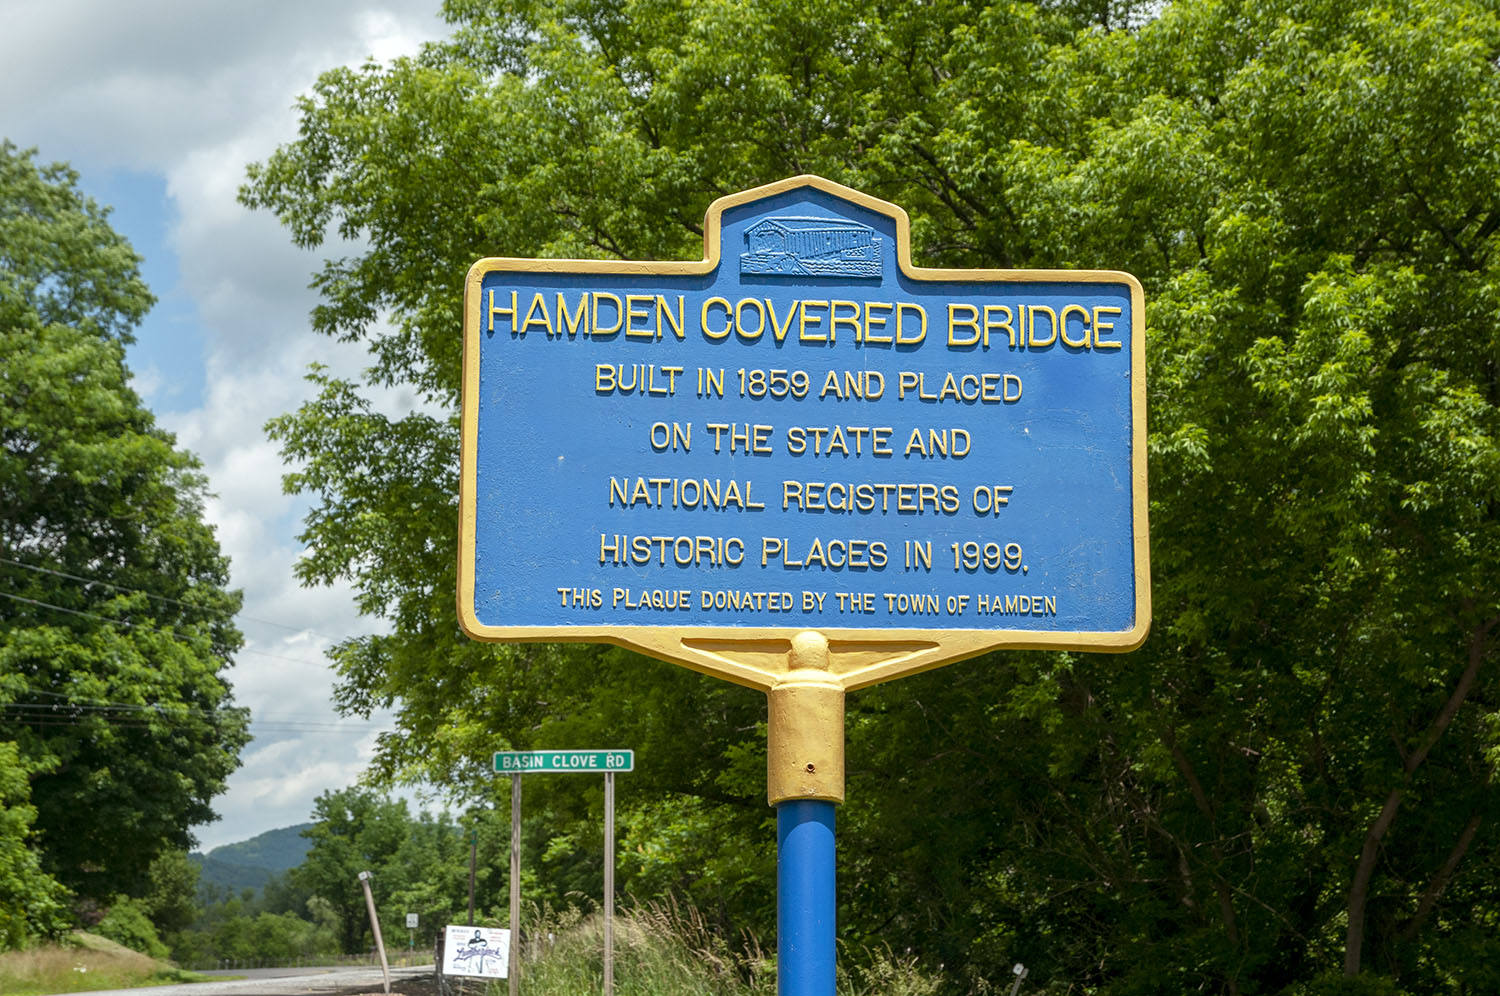 HAMDEN COVERED BRIDGE
BUILT IN 1859 AND PLACED
ON THE STATE AND
NATIONAL REGISTERS OF
HISTORIC PLACES IN 1999.
THIS PLAQUE DONATED BY THE TOWN OF HAMDEN
BASIN CLOVE RD
Lumberjack